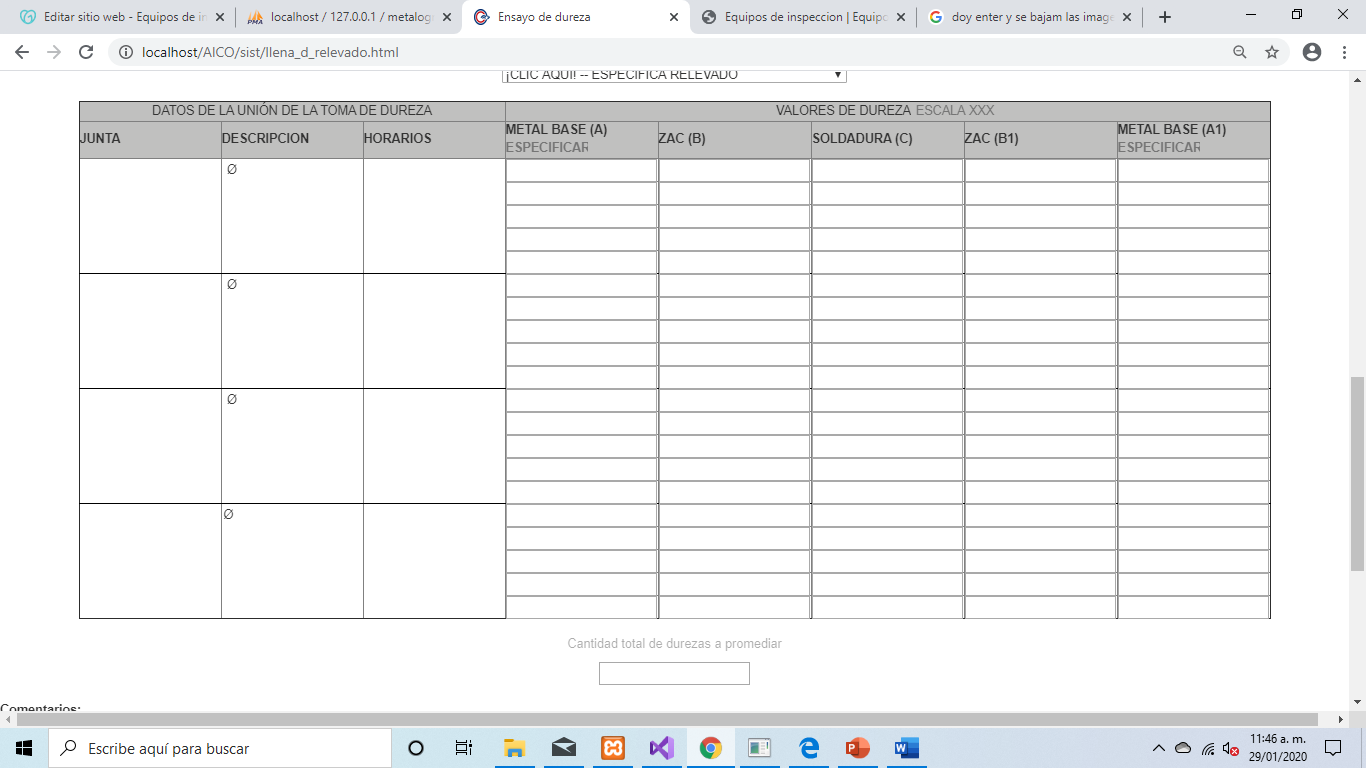 Editar sitio web - Equipos de in
localhost / 127.0.0.1 / metalog
Ensayo de dureza
Equipos de inspeccion | Equipo
doy enter y se bajam las image
localhost/AICO/sist/llena_d_relevado.html
¡CLIC AQUI! -- ESPECIFICA RELEVADO
DATOS DE LA UNIÓN DE LA TOMA DE DUREZA
VALORES DE DUREZA ESCALA XXX
JUNTA
DESCRIPCION
HORARIOS
METAL BASE (A)
ESPECIFICAR
ZAC (B)
SOLDADURA (C)
ZAC (B1)
METAL BASE (A1)
ESPECIFICAR
Ø
Ø
Ø
Ø
Cantidad total de durezas a promediar
Comentarios:
Escribe aquí para buscar
11:46 a. m.
29/01/2020